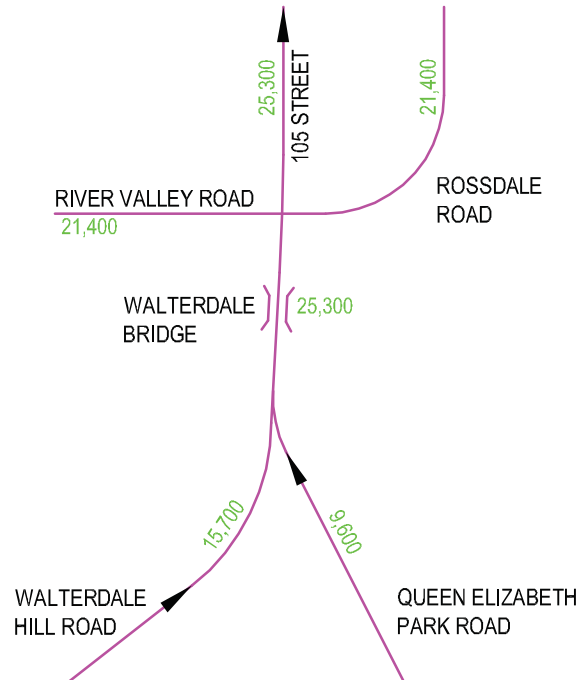 25,300
105 STREET
21,400
RIVER VALLEY ROAD
21,400
ROSSDALE
ROAD
WALTERDALE
BRIDGE
25,300
15,700
9,600
WALTERDALE
HILL ROAD
QUEEN ELIZABETH
PARK ROAD